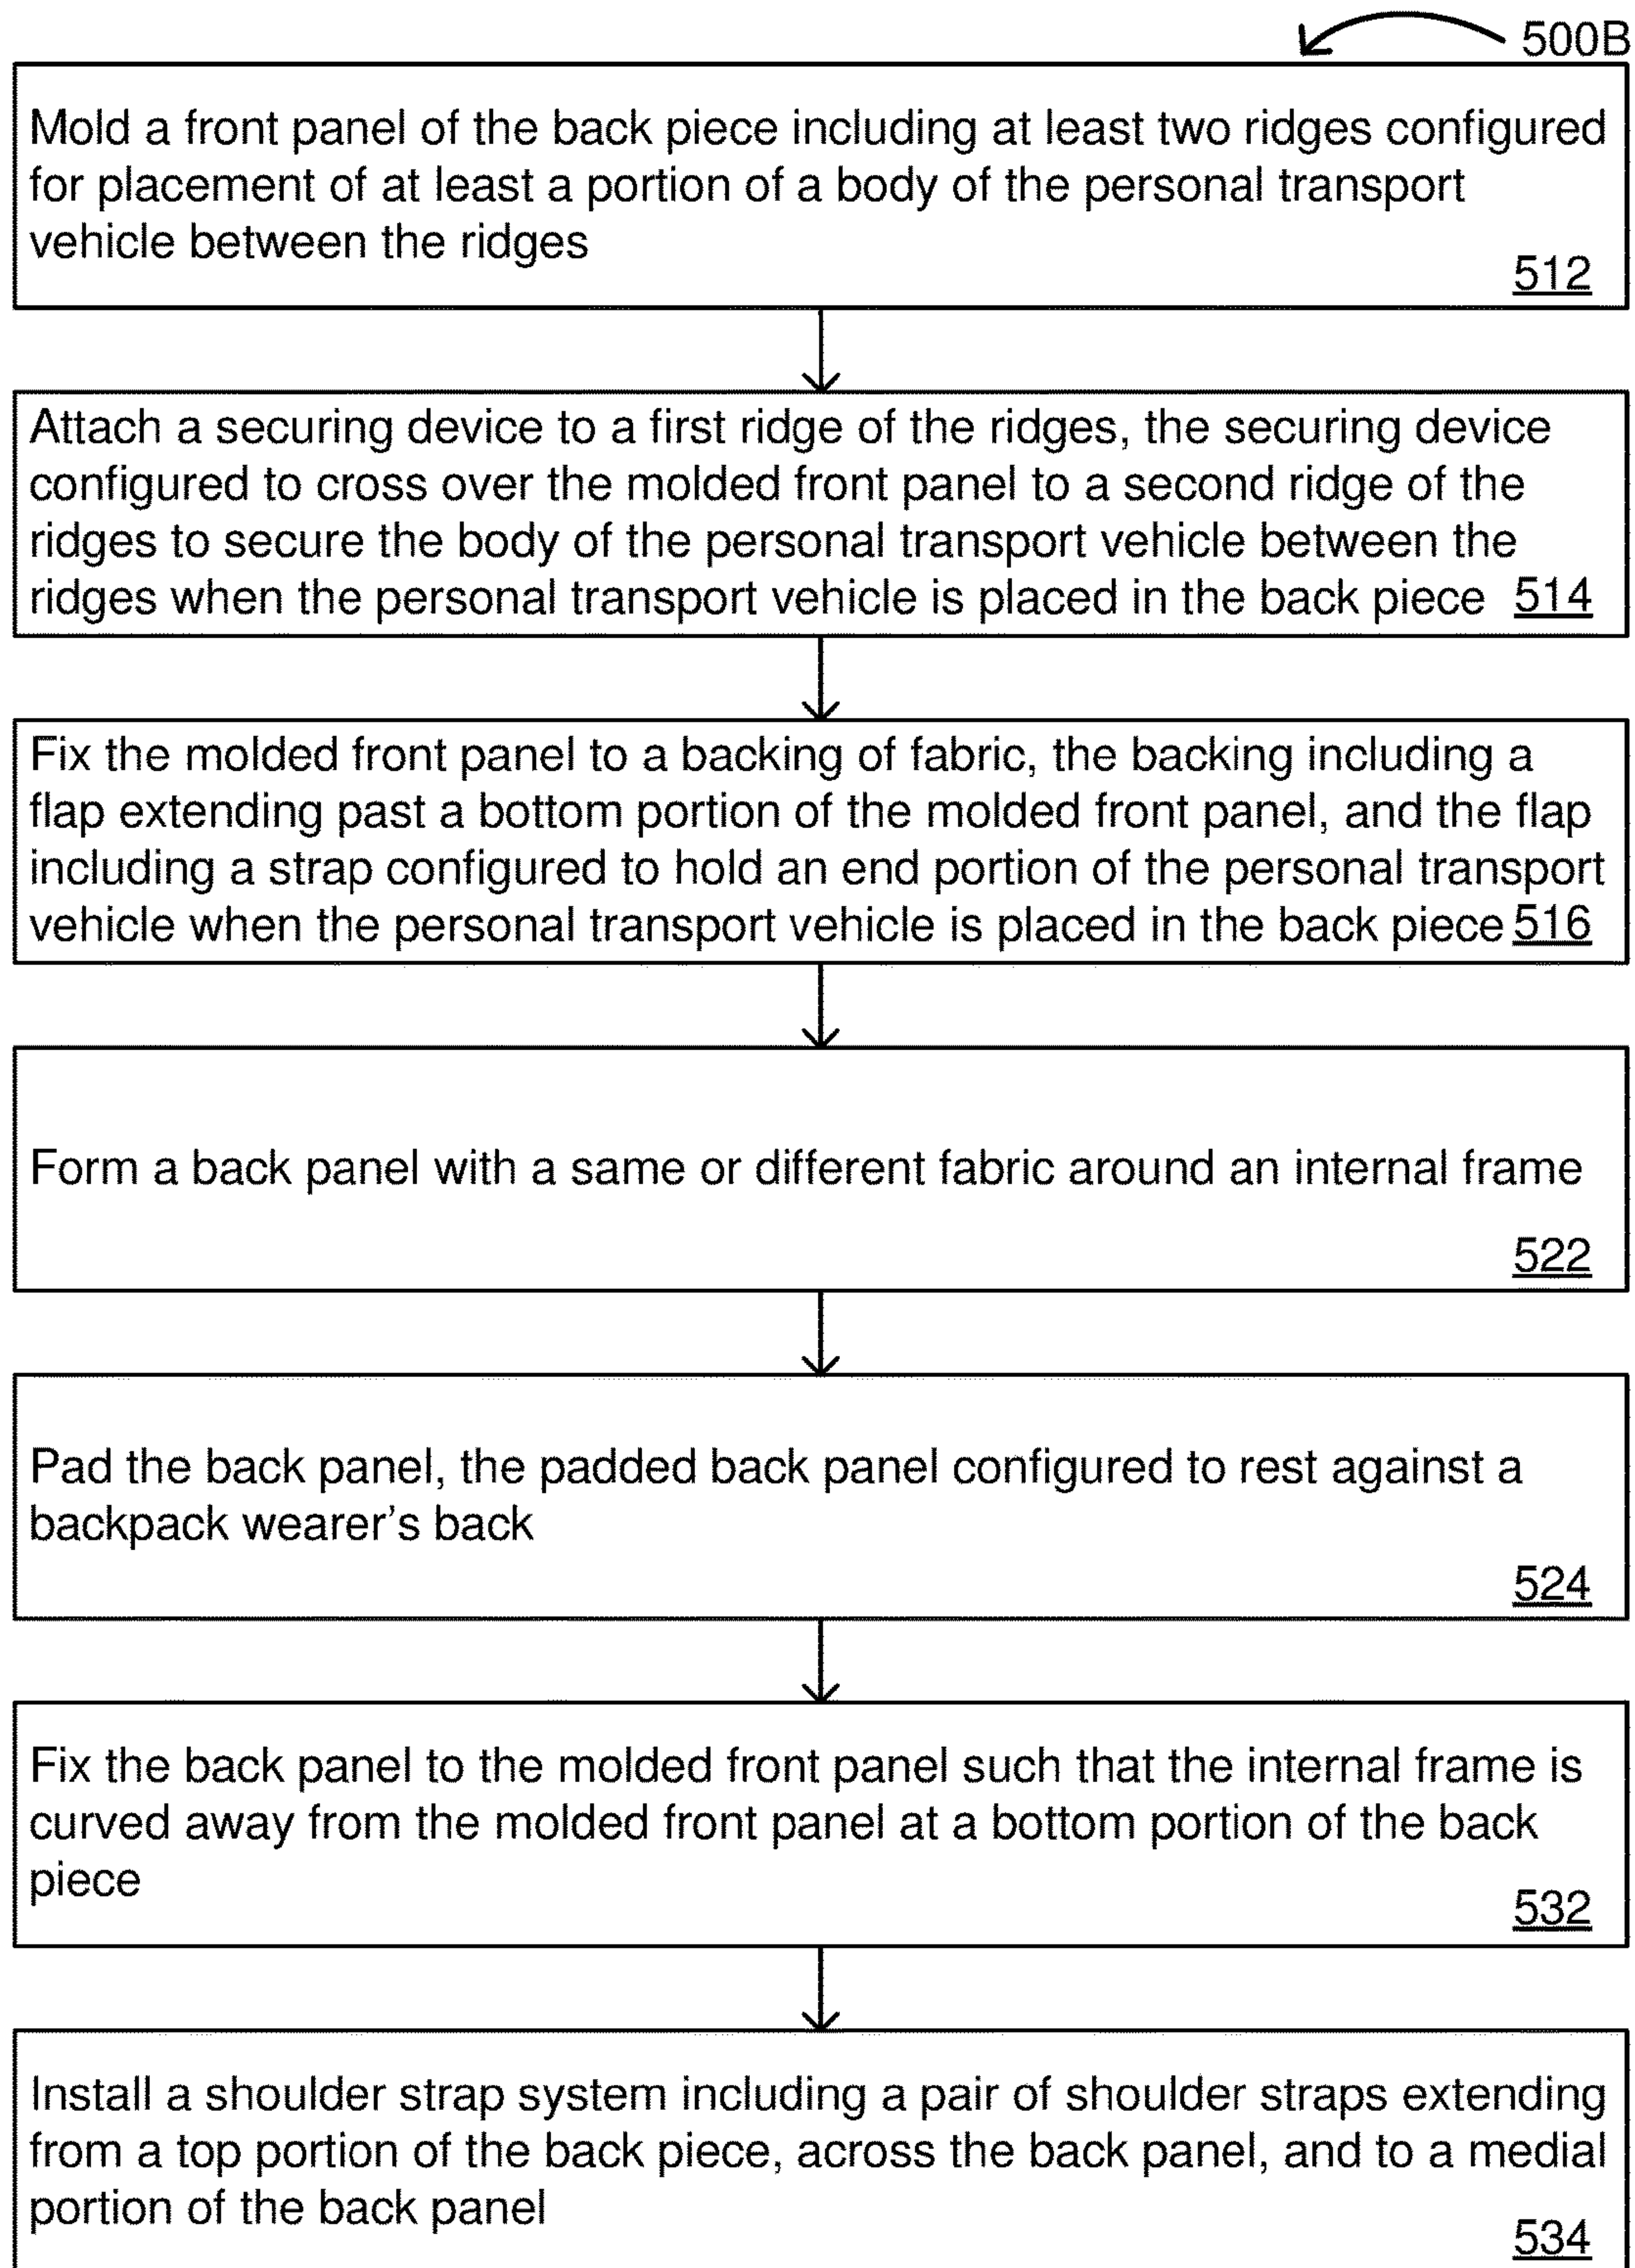 500B
Mold a front panel of the back piece including at least two ridges configured
for placement of at least a portion of a body of the personal transport
vehicle between the ridges
512
Attach a securing device to a first ridge of the ridges, the securing device
configured to cross over the molded front panel to a second ridge of the
ridges to secure the body of the personal transport vehicle between the
ridges when the personal transport vehicle is placed in the back piece 514
Fix the molded front panel to a backing of fabric, the backing including a
flap extending past a bottom portion of the molded front panel, and the flap
including a strap configured to hold an end portion of the personal transport
vehicle when the personal transport vehicle is placed in the back piece 516
Form a back panel with a same or different fabric around an internal frame
522
Pad the back panel, the padded back panel configured to rest against a
backpack wearer’s back
524
Fix the back panel to the molded front panel such that the internal frame is
curved away from the molded front panel at a bottom portion of the back
piece
532
Install a shoulder strap system including a pair of shoulder straps extending
from a top portion of the back piece, across the back panel, and to a medial
portion of the back panel
534